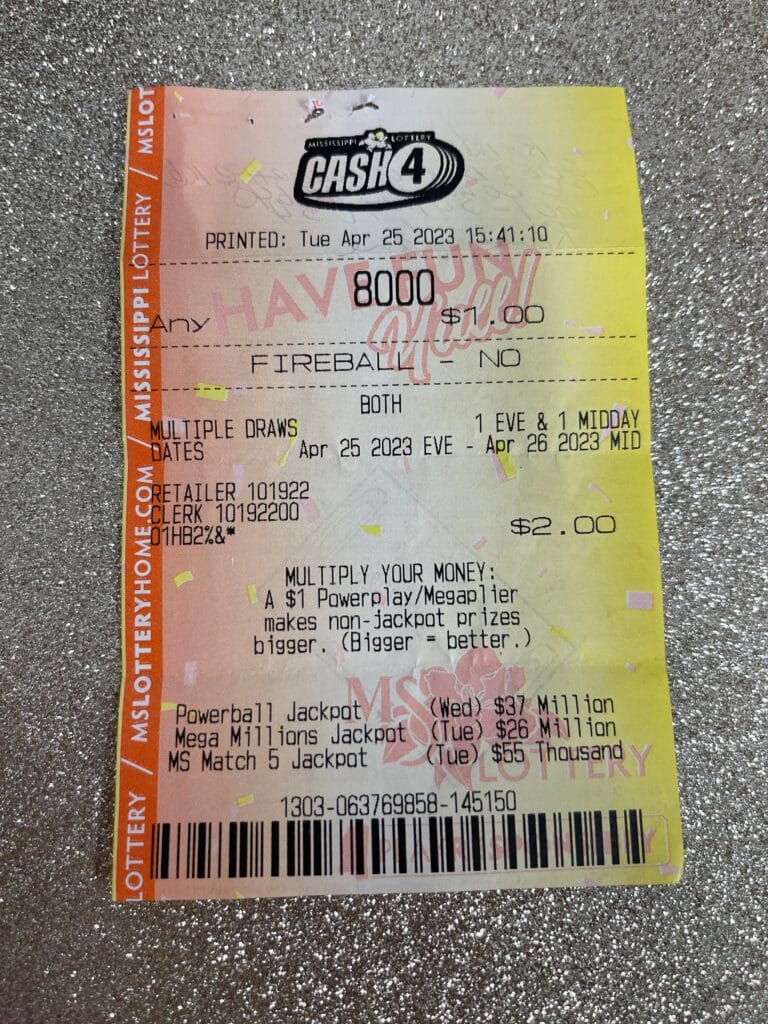 MISSISSIPPI LOTTERY
CASH 4
PRINTED: Tue Apr 25 2023 15:41:10
HAVE FUN
Y'all!
8000
Any $1.00
FIREBALL - NO
BOTH
MULTIPLE DRAWS 1 EVE & 1 MIDDAY
DATES Apr 25 2023 EVE - Apr 26 2023 MID
RETAILER 101922
CLERK 10192200
01HB2%&* $2.00
MULTIPLY YOUR MONEY:
A $1 Powerplay/Megaplier
makes non-jackpot prizes
bigger. (Bigger = better.)
MS
LOTTERY
Powerball Jackpot (Wed) $37 Million
Mega Millions Jackpot (Tue) $26 Million
MS Match 5 Jackpot (Tue) $55 Thousand
1303-063769858-145150
LOTTERY / MSLOTTERYHOME.COM / MISSISSIPPI LOTTERY / MSLOT